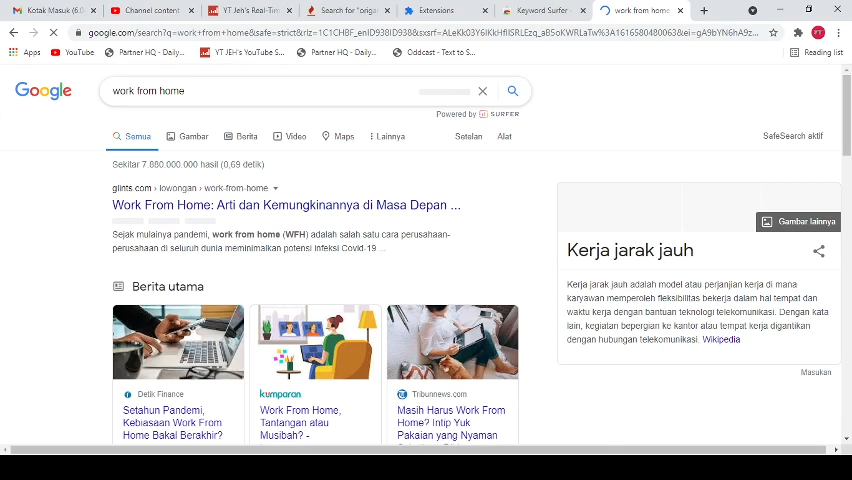 Kotak Masuk (6.0
Channel content
YT Jeh's Real-Tim
Search for "origar
Extensions
Keyword Surfer -
work from home
google.com/search?q=work+from+home&safe=strict&rlz=1C1CHBF_enID938ID938&
YT
Apps
YouTube
Partner HQ - Daily...
YT JEH's YouTube S...
Partner HQ - Daily...
Oddcast - Text to S...
Reading list
Google
work from home
Powered by SURFER
Semua
Gambar
Berita
Video
Maps
Lainnya
Setelan
Alat
SafeSearch aktif
Sekitar 7.880.000.000 hasil (0,69 detik)
glints.com › lowongan › work-from-home
Work From Home: Arti dan Kemungkinannya di Masa Depan ...
Sejak mulainya pandemi, work from home (WFH) adalah salah satu cara perusahaan-
perusahaan di seluruh dunia meminimalkan potensi infeksi Covid-19 ...
Berita utama
Detik Finance
Setahun Pandemi,
Kebiasaan Work From
Home Bakal Berakhir?
kumparan
Work From Home,
Tantangan atau
Musibah? -
Tribunnews.com
Masih Harus Work From
Home? Intip Yuk
Pakaian yang Nyaman
Gambar lainnya
Kerja jarak jauh
Kerja jarak jauh adalah model atau perjanjian kerja di mana
karyawan memperoleh fleksibilitas bekerja dalam hal tempat dan
waktu kerja dengan bantuan teknologi telekomunikasi. Dengan kata
lain, kegiatan bepergian ke kantor atau tempat kerja digantikan
dengan hubungan telekomunikasi. Wikipedia
Masukan